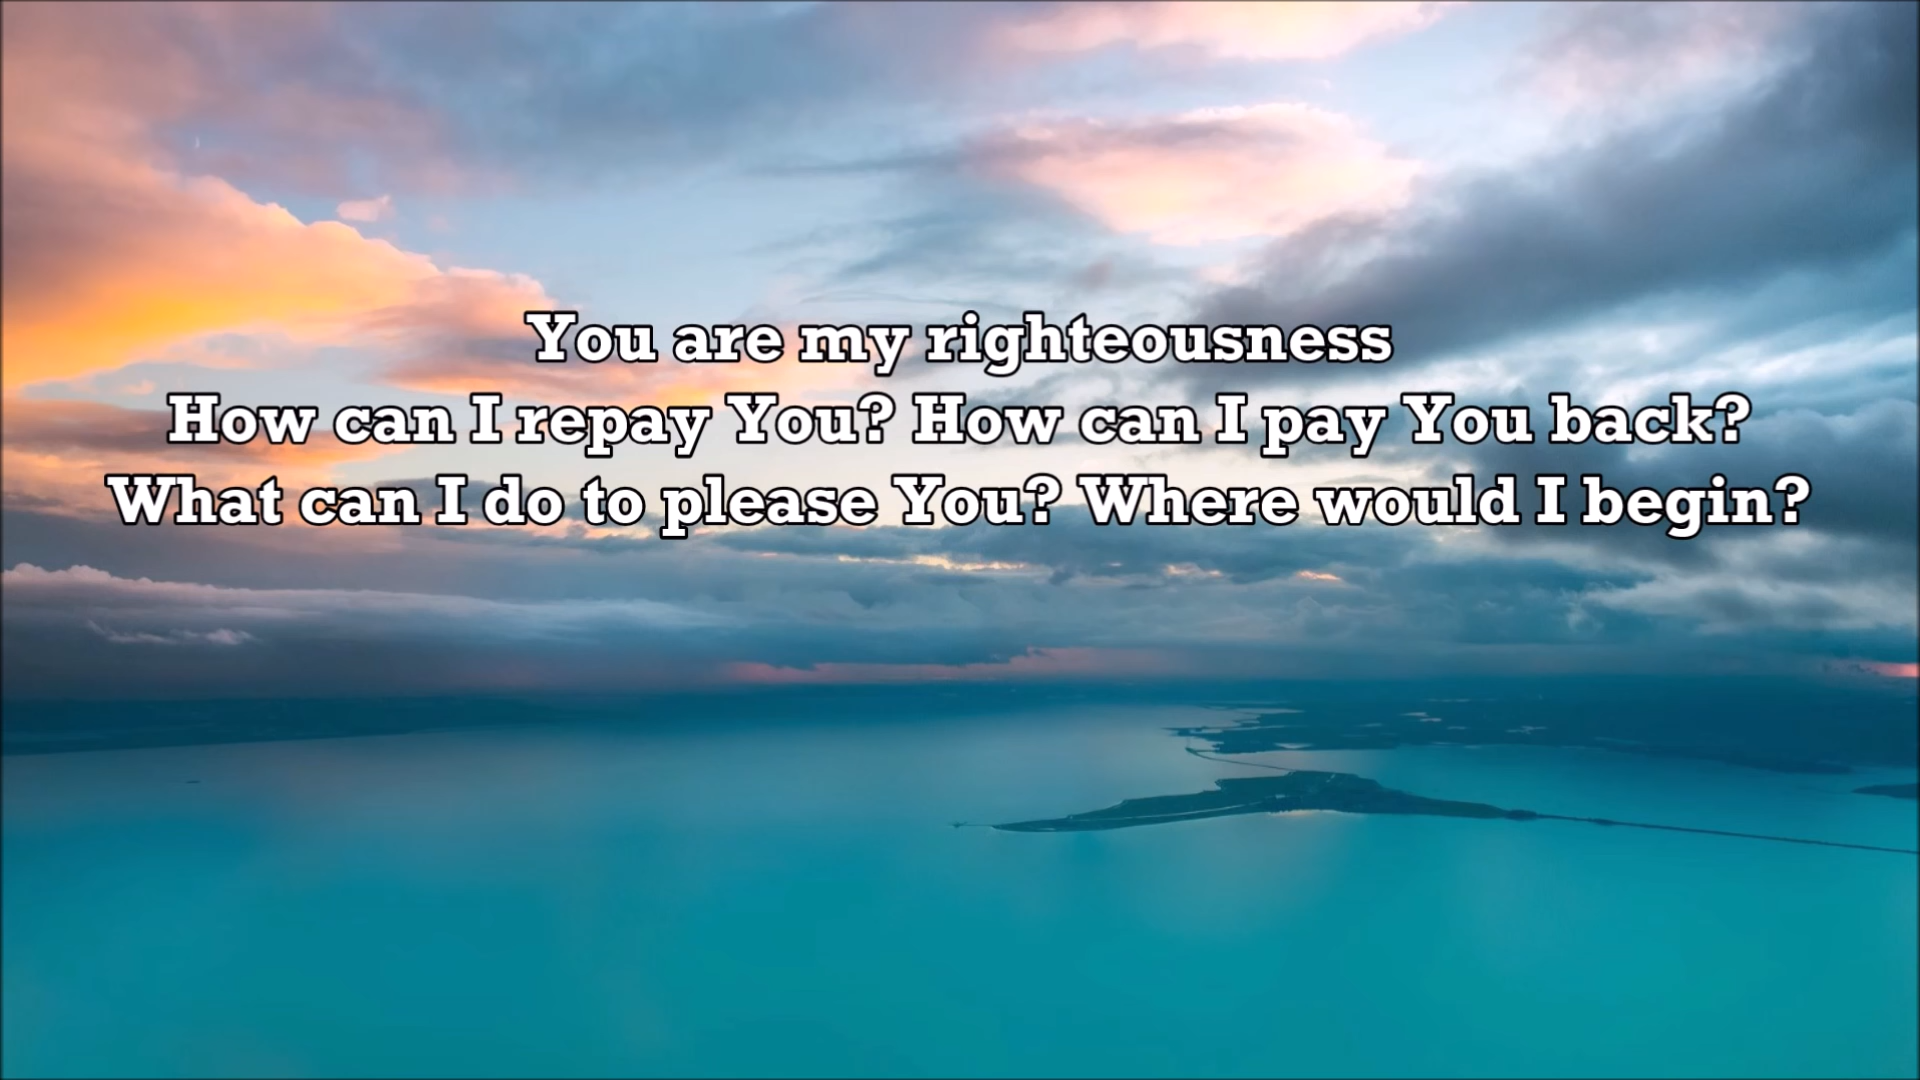 You are my righteousness
How can I repay You? How can I pay You back?
What can I do to please You? Where would I begin?